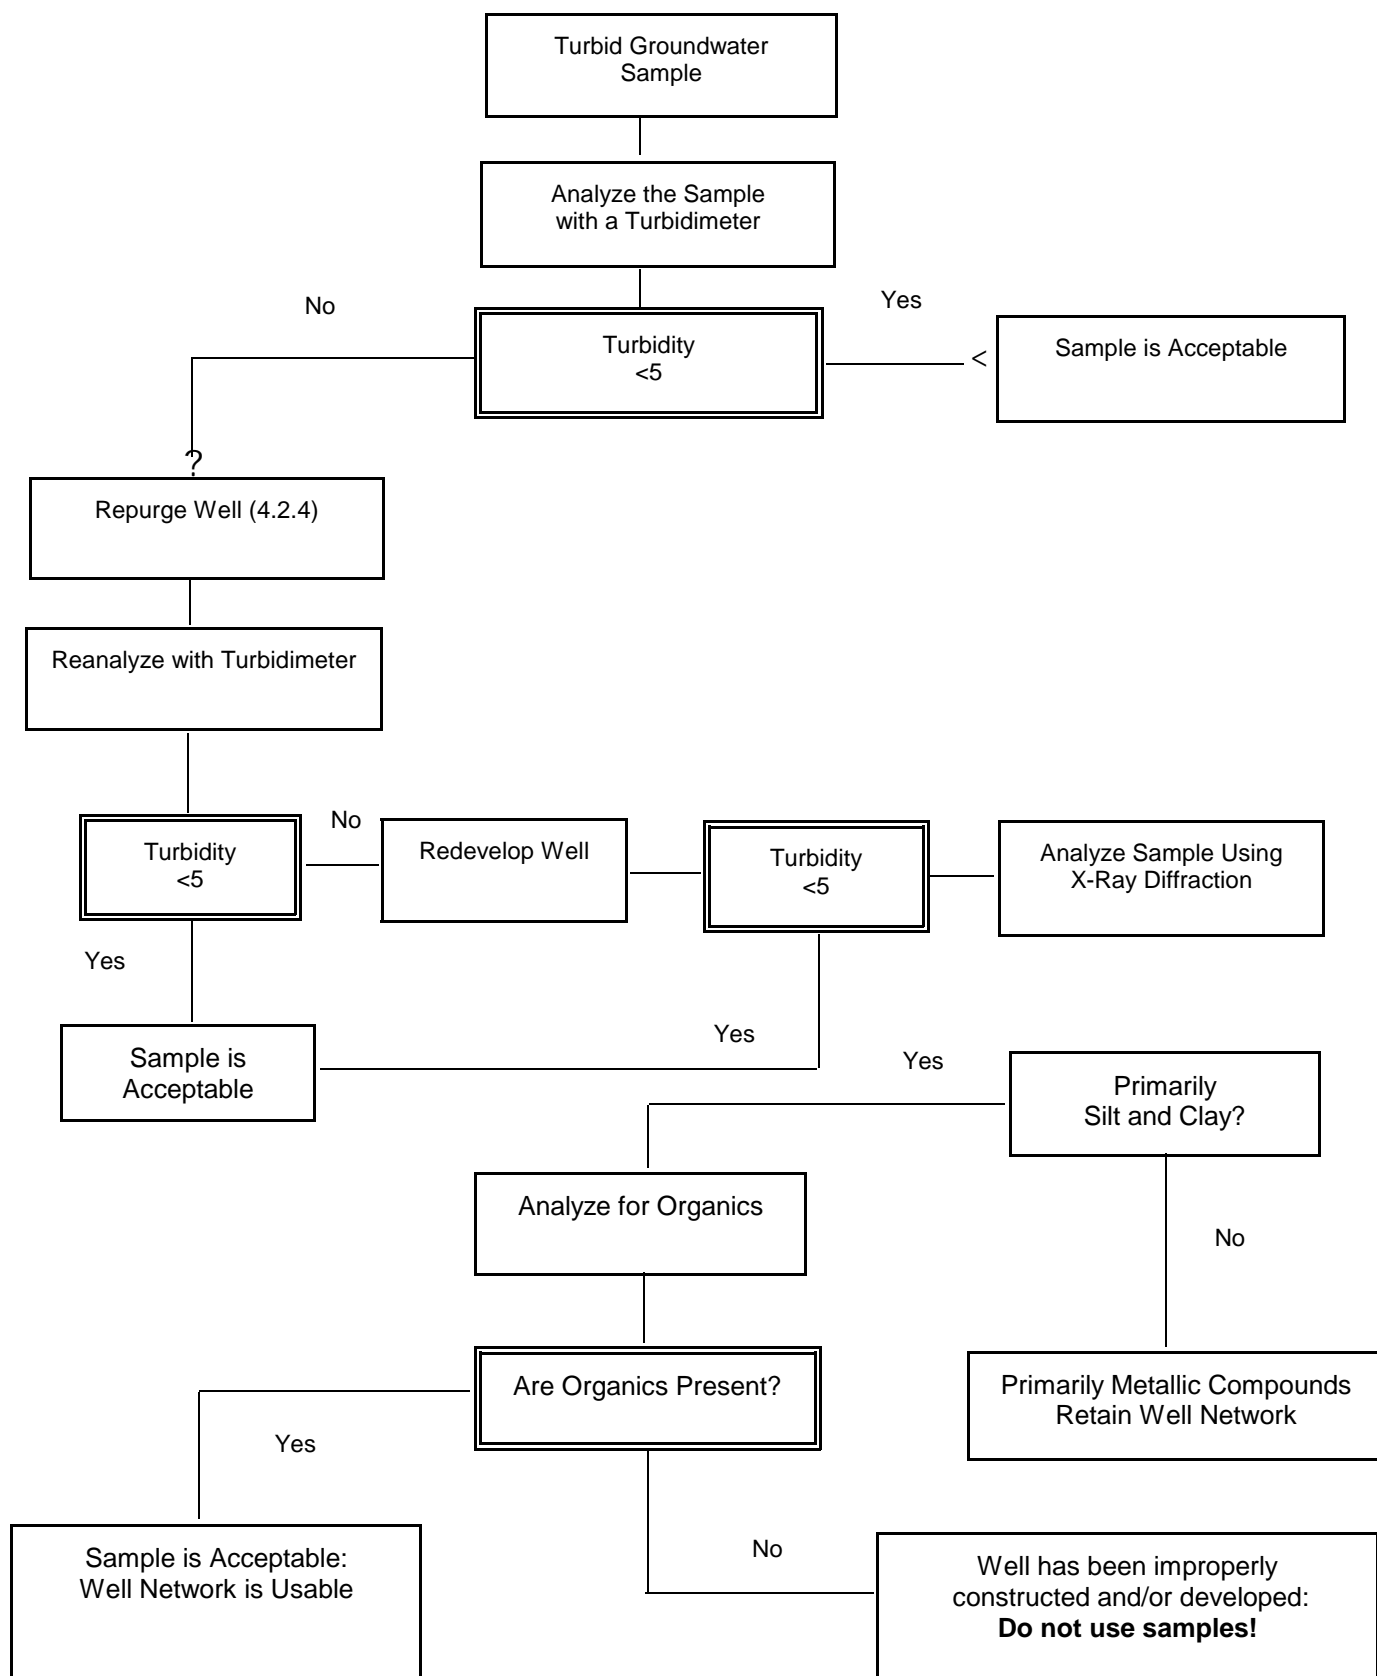 Turbid Groundwater
Sample
Analyze the Sample
with a Turbidimeter
No
Yes
Turbidity
<5
<
Sample is Acceptable
?
Repurge Well (4.2.4)
Reanalyze with Turbidimeter
Turbidity
<5
No
Redevelop Well
Turbidity
<5
Analyze Sample Using
X-Ray Diffraction
Yes
Sample is
Acceptable
Yes
Yes
Primarily
Silt and Clay?
Analyze for Organics
No
Are Organics Present?
Primarily Metallic Compounds
Retain Well Network
Yes
Sample is Acceptable:
Well Network is Usable
No
Well has been improperly
constructed and/or developed:
Do not use samples!